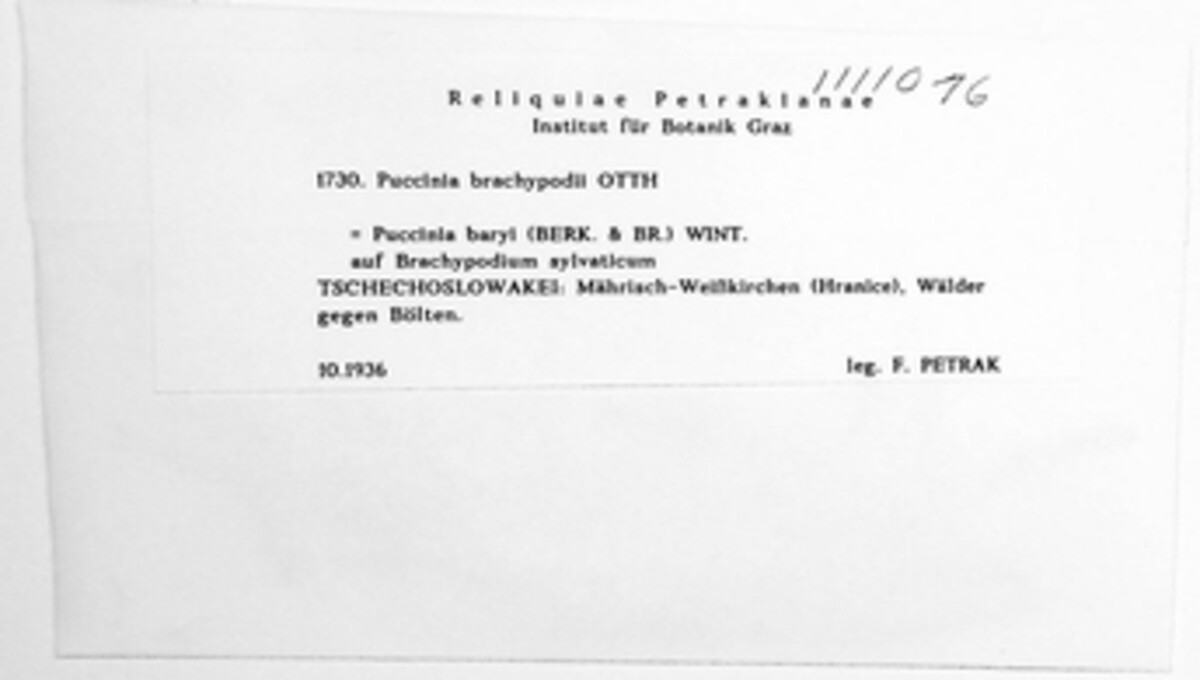 1111076
Reliquiae Petrakianae
Institut für Botanik Graz
1730. Puccinia brachypodii OTTH
= Puccinia baryi (BERK. & BR.) WINT.
auf Brachypodium sylvaticum
TSCHECHOSLOWAKEI: Mährisch-Weißkirchen (Hranice), Wälder
gegen Bölten.
10.1936 leg. F. PETRAK